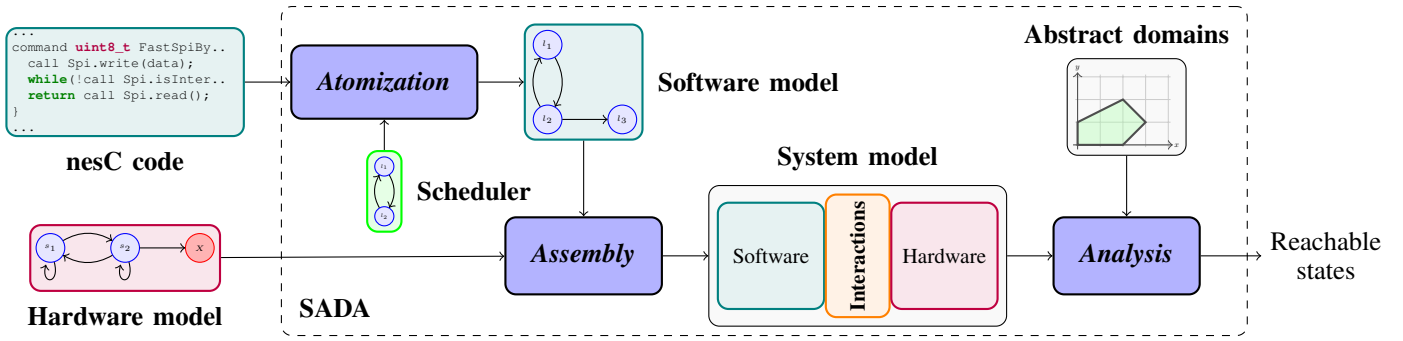 ...
command uint8_t FastSpiBy..
call Spi.write(data);
while(!call Spi.isInter..
return call Spi.read();
}
...
nesC code
Atomization
l1
l2
l3
Software model
Scheduler
l1
l2
Abstract domains
y
x
System model
Software
Interactions
Hardware
s1
s2
X
Hardware model
SADA
Assembly
Analysis
Reachable
states